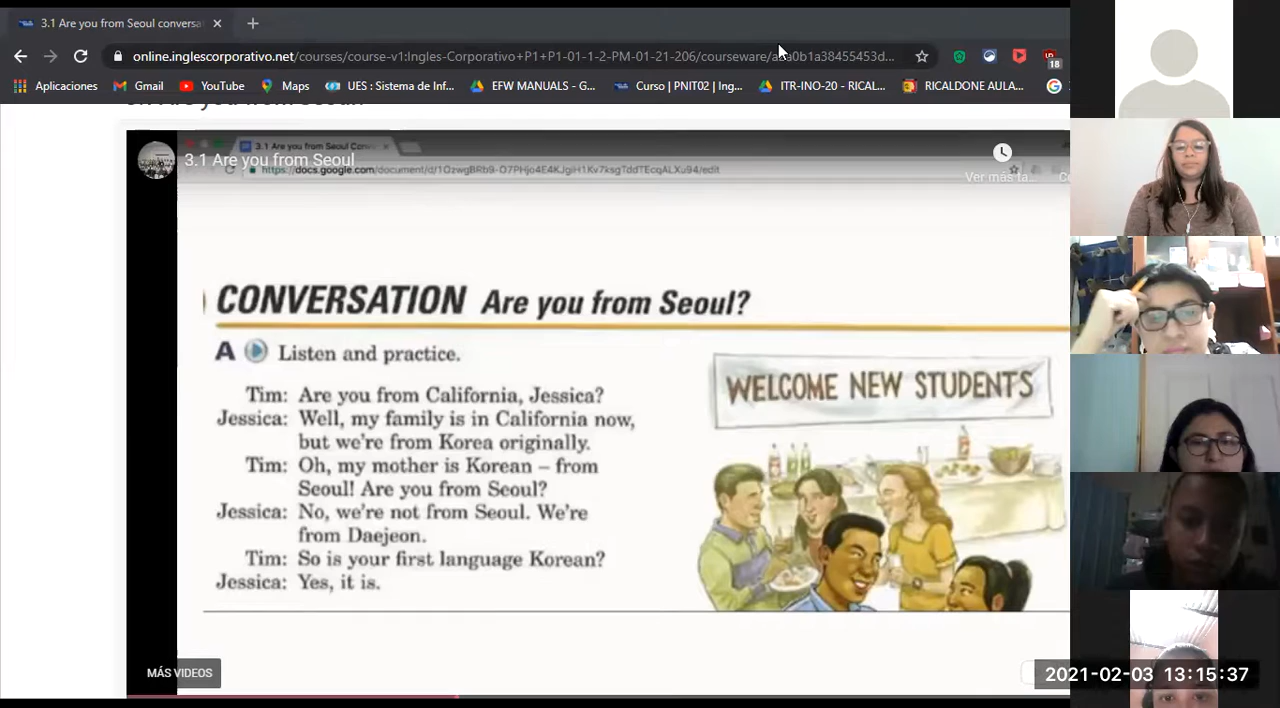 3.1 Are you from Seoul conversa
online.inglescorporativo.net/courses/course-v1:Ingles-Corporativo+P1+P1-01-1-2-PM-01-21-206/courseware/
Aplicaciones
Gmail
YouTube
Maps
UES : Sistema de Inf...
EFW MANUALS - G...
Curso | PNIT02 | Ing...
ITR-INO-20 - RICAL...
RICALDONE AULA...
18
3.1 Are you from Seoul
Ver más ta...
CONVERSATION Are you from Seoul?
A Listen and practice.
Tim: Are you from California, Jessica?
Jessica: Well, my family is in California now,
but we're from Korea originally.
Tim: Oh, my mother is Korean – from
Seoul! Are you from Seoul?
Jessica: No, we're not from Seoul. We're
from Daejeon.
Tim: So is your first language Korean?
Jessica: Yes, it is.
WELCOME NEW STUDENTS
MÁS VIDEOS
2021-02-03 13:15:37